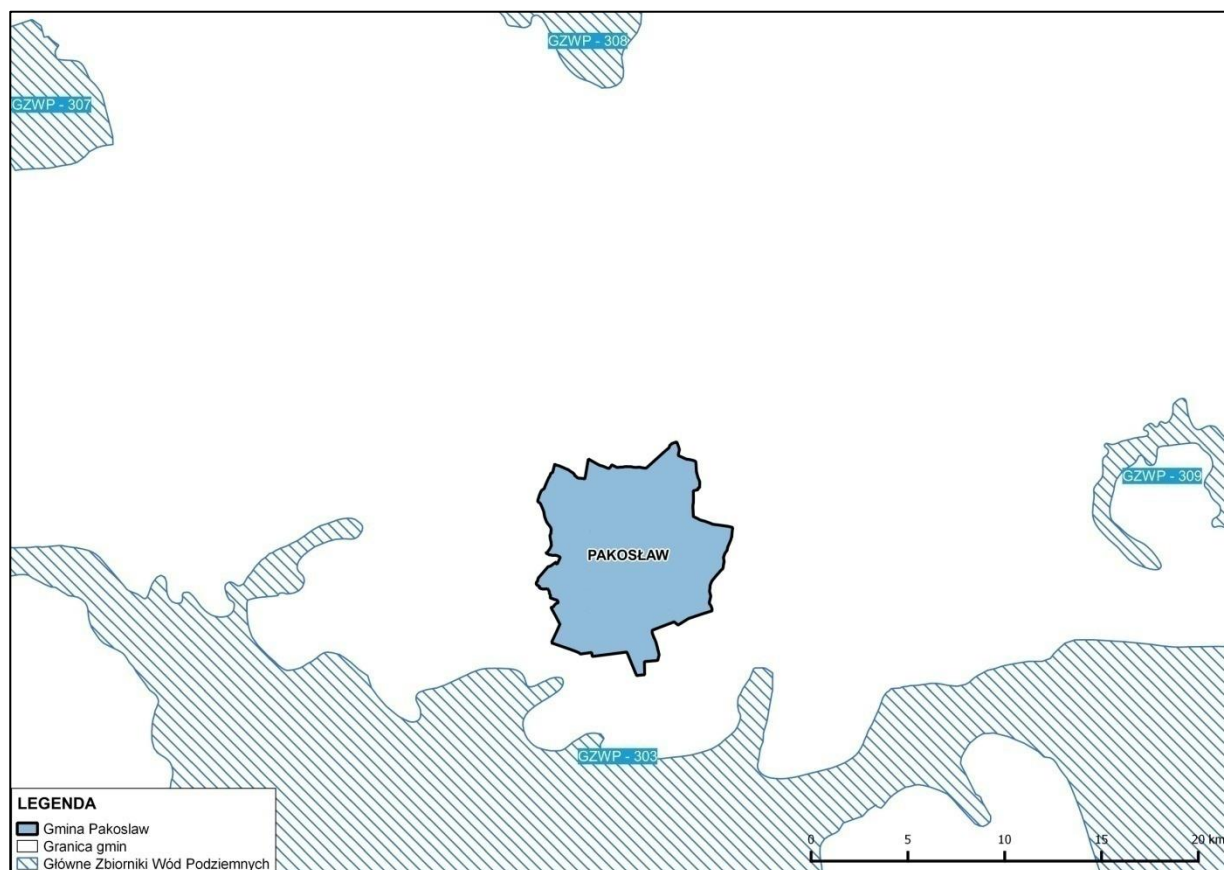 GZWP - 308
GZWP - 307
GZWP - 309
PAKOSŁAW
GZWP - 303
LEGENDA
Gmina Pakoslaw
Granica gmin
Główne Zbiorniki Wód Podziemnych
0 5 10 15 20 km